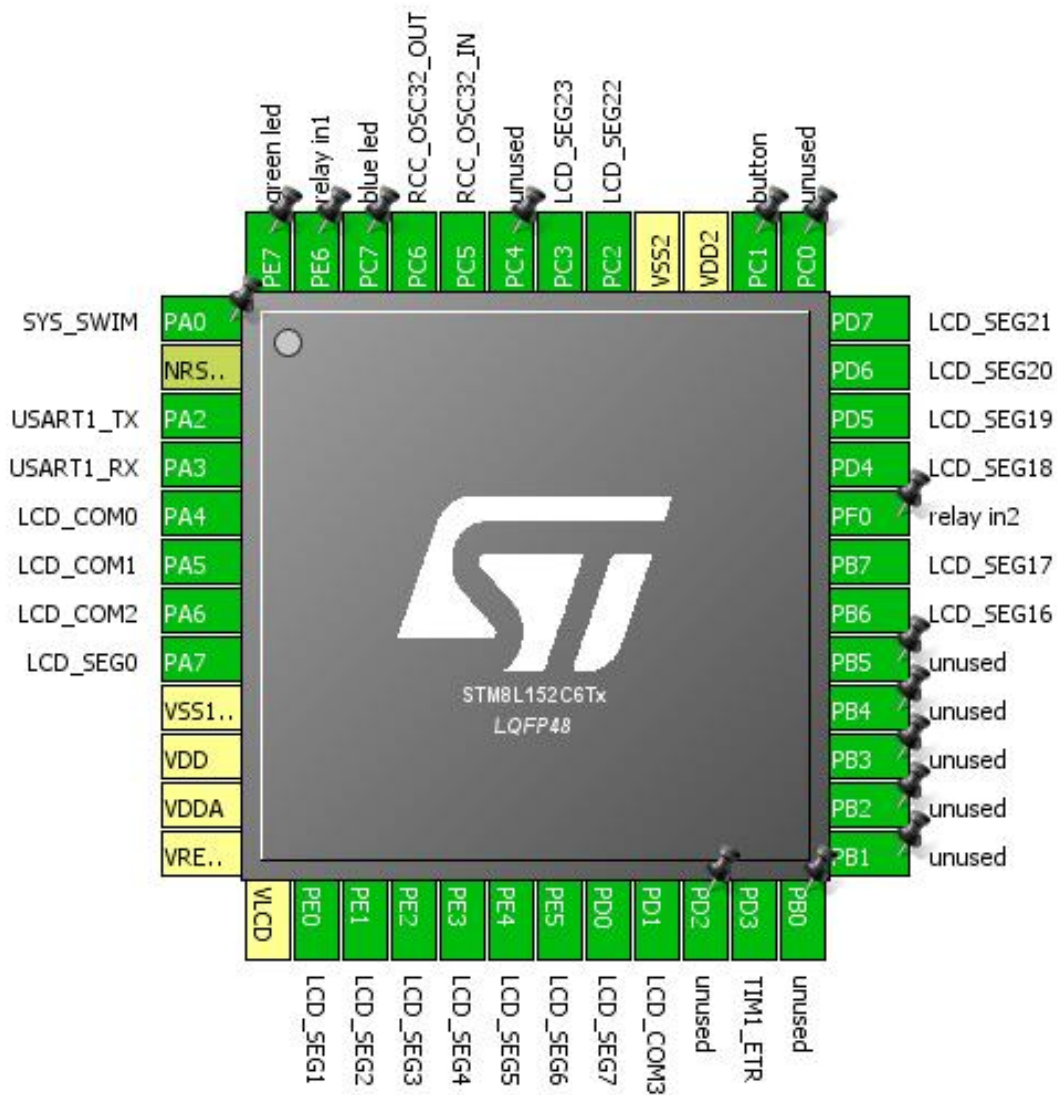 green led
relay in1
blue led
RCC_OSC32_OUT
RCC_OSC32_IN
unused
LCD_SEG23
LCD_SEG22
button
unused
PE7
PE6
PC7
PC6
PC5
PC4
PC3
PC2
VSS2
VDD2
PC1
PC0
SYS_SWIM PA0
NRS..
USART1_TX PA2
USART1_RX PA3
LCD_COM0 PA4
LCD_COM1 PA5
LCD_COM2 PA6
LCD_SEG0 PA7
VSS1..
VDD
VDDA
VRE..
ST
STM8L152C6Tx
LQFP48
PD7 LCD_SEG21
PD6 LCD_SEG20
PD5 LCD_SEG19
PD4 LCD_SEG18
PF0 relay in2
PB7 LCD_SEG17
PB6 LCD_SEG16
PB5 unused
PB4 unused
PB3 unused
PB2 unused
PB1 unused
VLCD
PE0
PE1
PE2
PE3
PE4
PE5
PD0
PD1
PD2
PD3
PB0
LCD_SEG1
LCD_SEG2
LCD_SEG3
LCD_SEG4
LCD_SEG5
LCD_SEG6
LCD_SEG7
LCD_COM3
unused
TIM1_ETR
unused